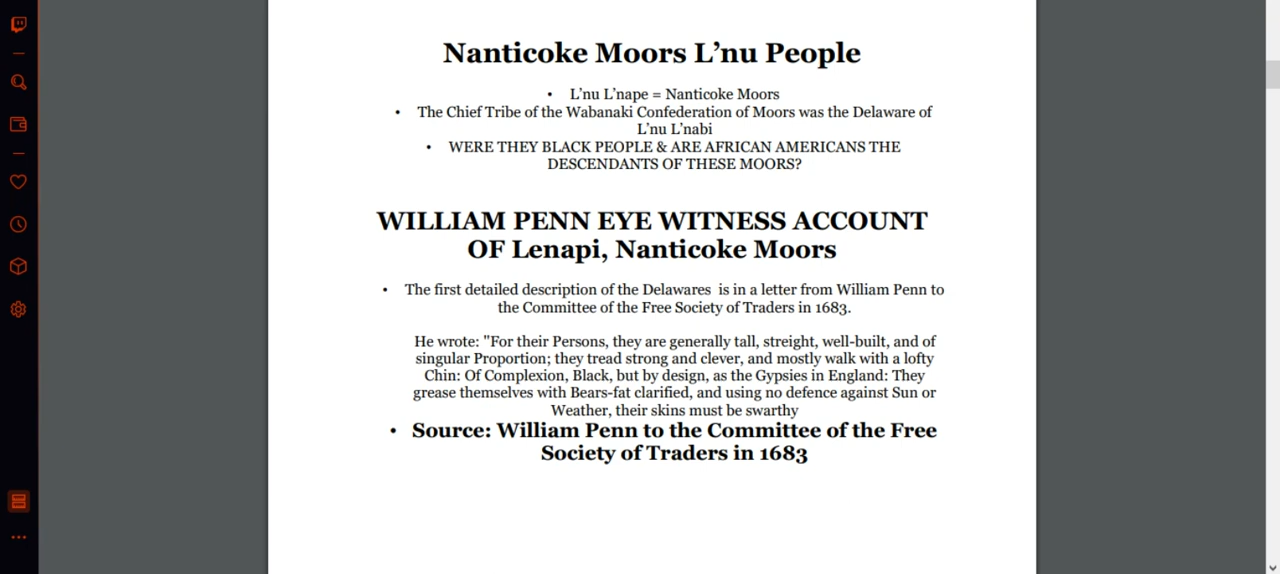 Nanticoke Moors L'nu People
• L'nu L'nape = Nanticoke Moors
• The Chief Tribe of the Wabanaki Confederation of Moors was the Delaware of
L'nu L'nabi
• WERE THEY BLACK PEOPLE & ARE AFRICAN AMERICANS THE
DESCENDANTS OF THESE MOORS?
WILLIAM PENN EYE WITNESS ACCOUNT
OF Lenapi, Nanticoke Moors
• The first detailed description of the Delawares is in a letter from William Penn to
the Committee of the Free Society of Traders in 1683.
He wrote: "For their Persons, they are generally tall, streight, well-built, and of
singular Proportion; they tread strong and clever, and mostly walk with a lofty
Chin: Of Complexion, Black, but by design, as the Gypsies in England: They
grease themselves with Bears-fat clarified, and using no defence against Sun or
Weather, their skins must be swarthy
• Source: William Penn to the Committee of the Free
Society of Traders in 1683